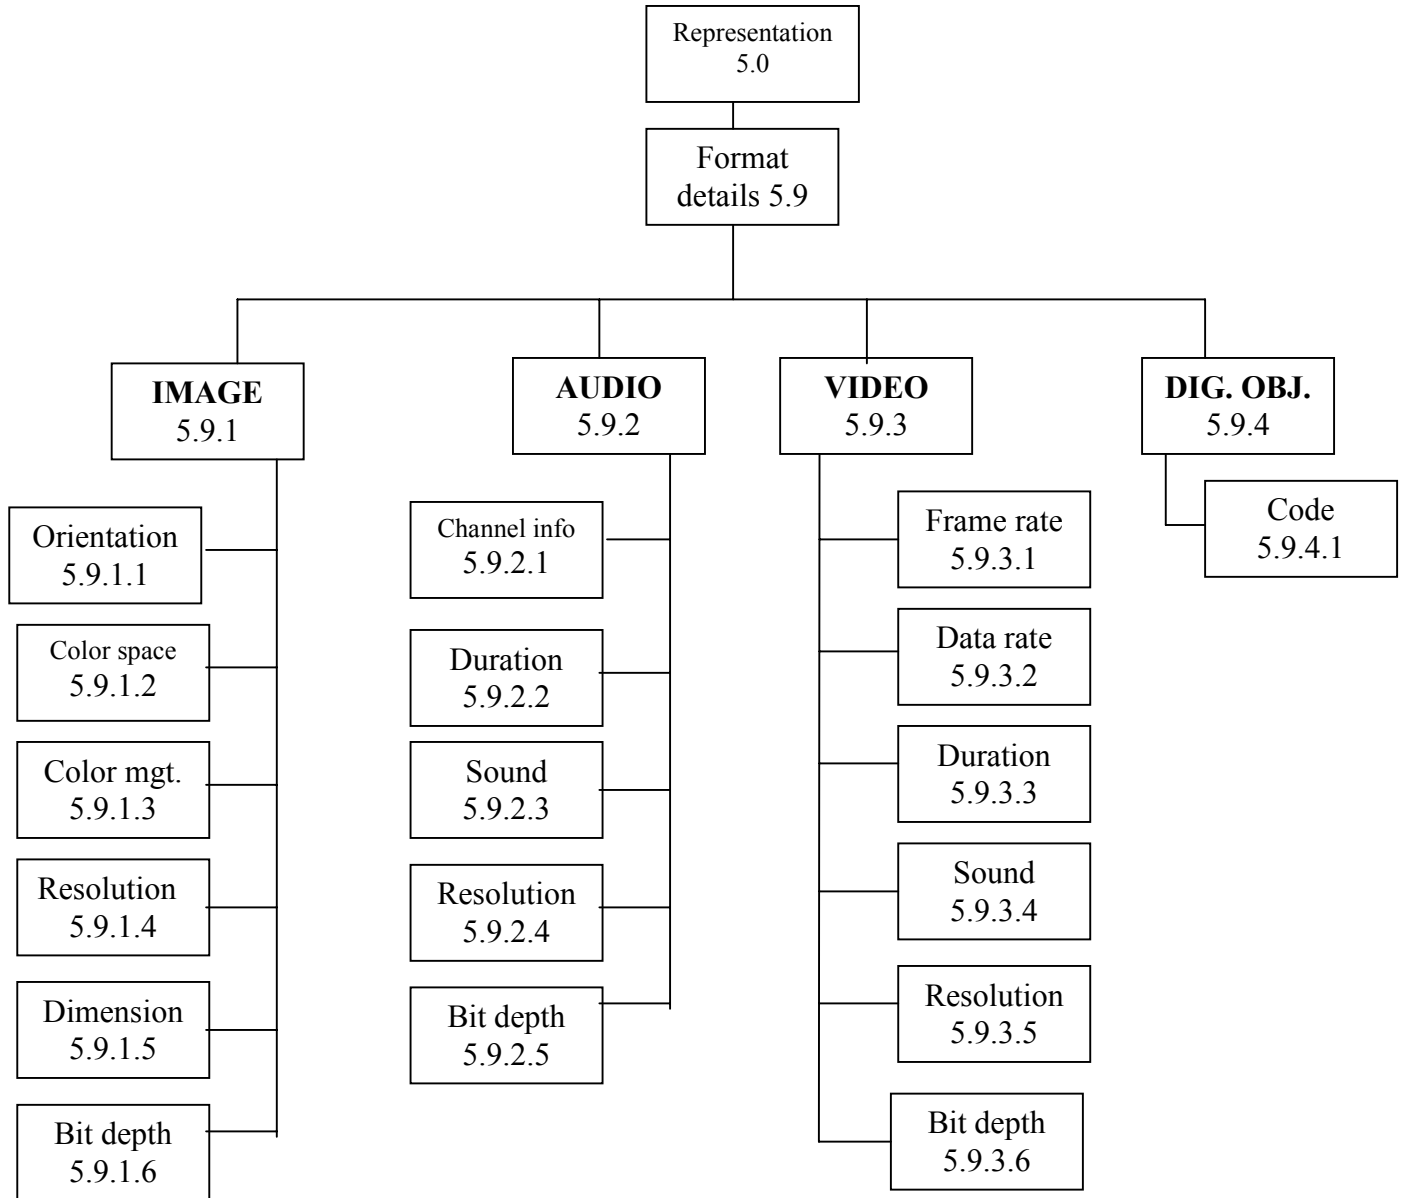 Representation
5.0
Format
details 5.9
IMAGE
5.9.1
AUDIO
5.9.2
VIDEO
5.9.3
DIG. OBJ.
5.9.4
Orientation
5.9.1.1
Color space
5.9.1.2
Color mgt.
5.9.1.3
Resolution
5.9.1.4
Dimension
5.9.1.5
Bit depth
5.9.1.6
Channel info
5.9.2.1
Duration
5.9.2.2
Sound
5.9.2.3
Resolution
5.9.2.4
Bit depth
5.9.2.5
Frame rate
5.9.3.1
Data rate
5.9.3.2
Duration
5.9.3.3
Sound
5.9.3.4
Resolution
5.9.3.5
Bit depth
5.9.3.6
Code
5.9.4.1